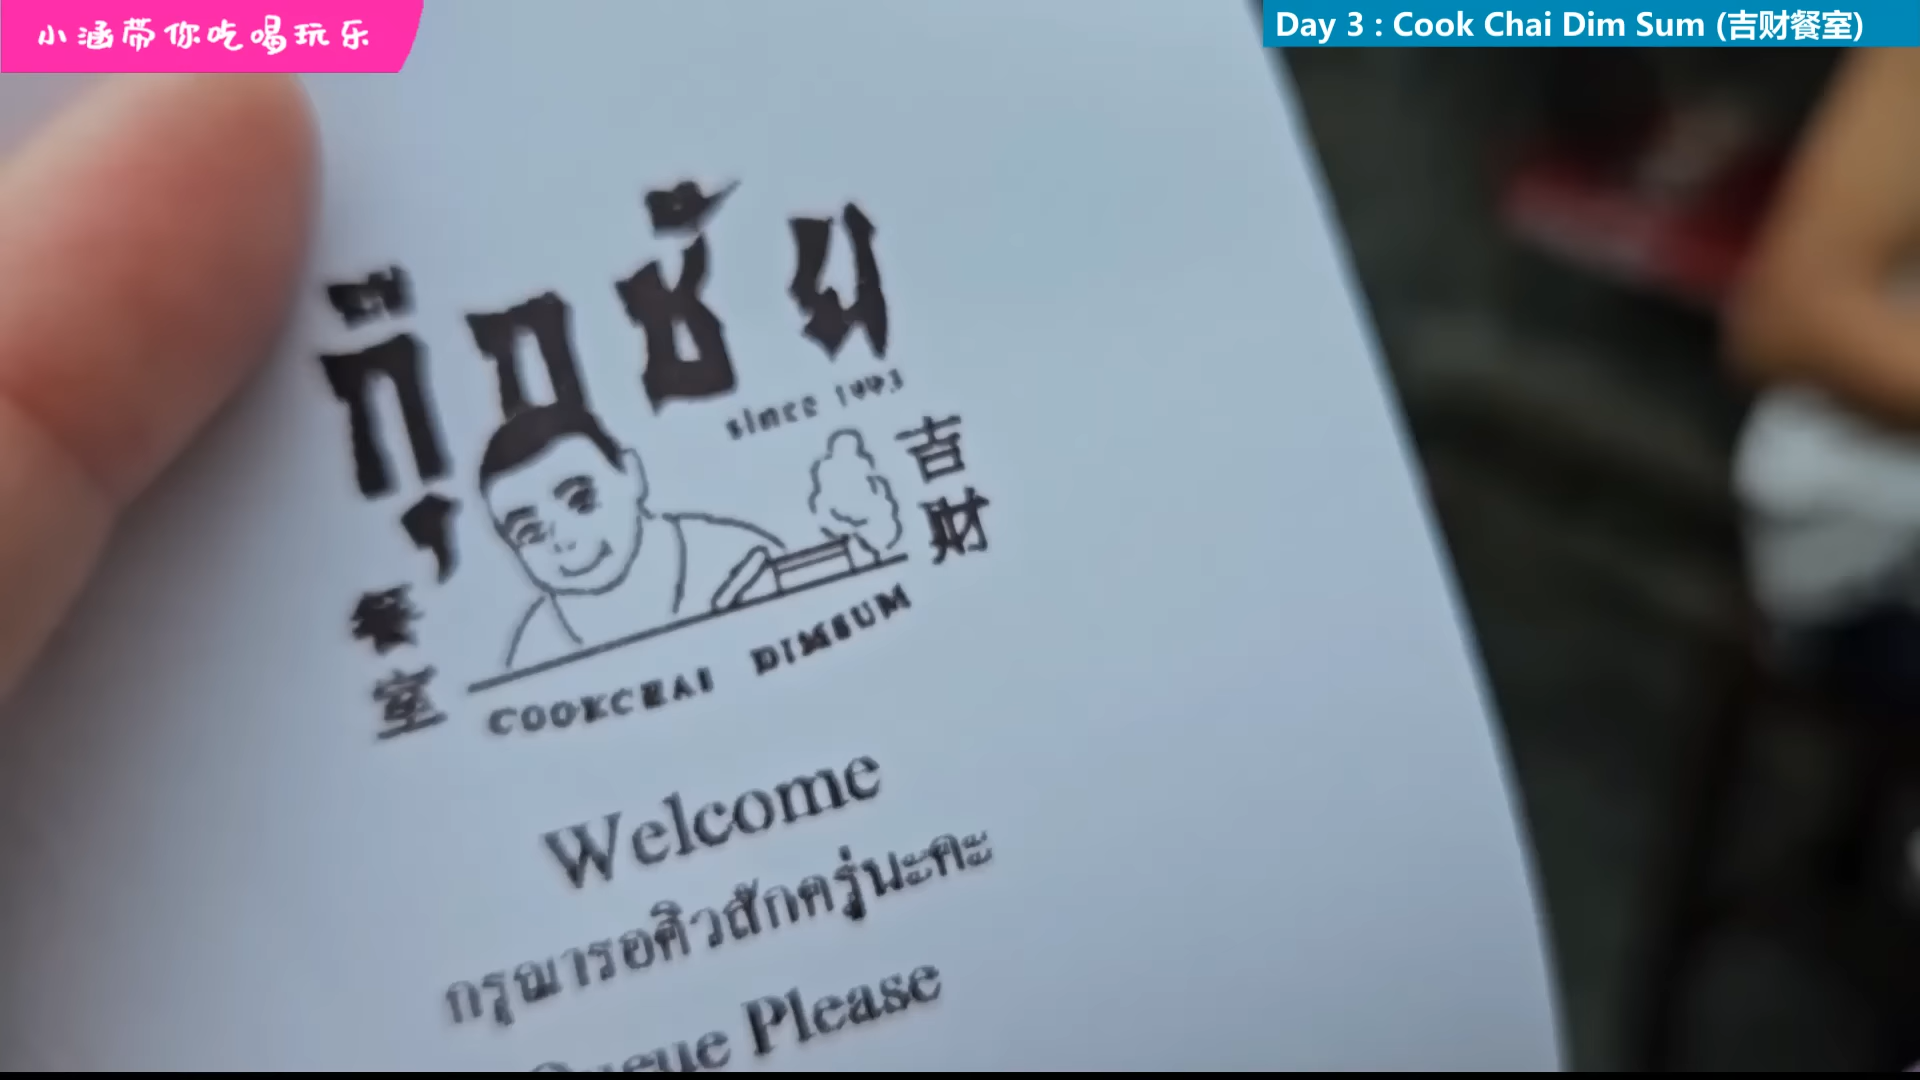 小涵带你吃喝玩乐
Day 3 : Cook Chai Dim Sum (吉财餐室)
กุ๊กชัย
since 1993
吉财
餐室
COOKCHAI DIMSUM
Welcome
กรุณารอคิวสักครู่นะคะ
Queue Please